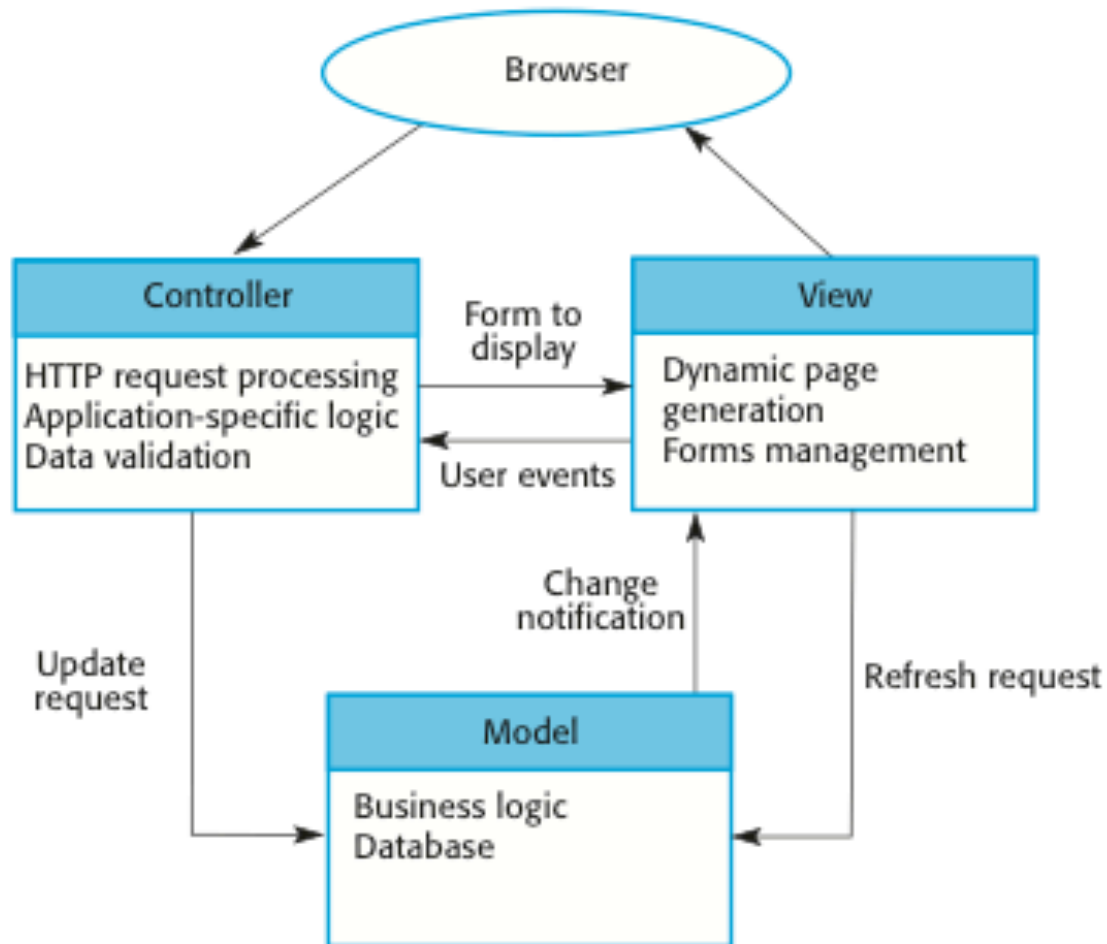 Browser
Controller
HTTP request processing
Application-specific logic
Data validation
Form to
display
User events
View
Dynamic page
generation
Forms management
Change
notification
Update
request
Refresh request
Model
Business logic
Database